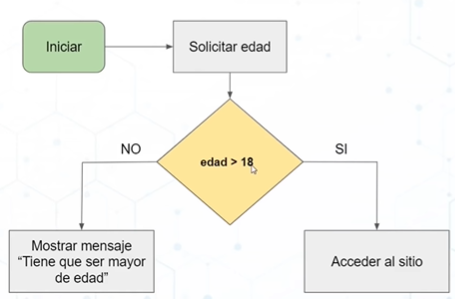 Iniciar
Solicitar edad
edad > 18
NO
SI
Mostrar mensaje
“Tiene que ser mayor
de edad”
Acceder al sitio